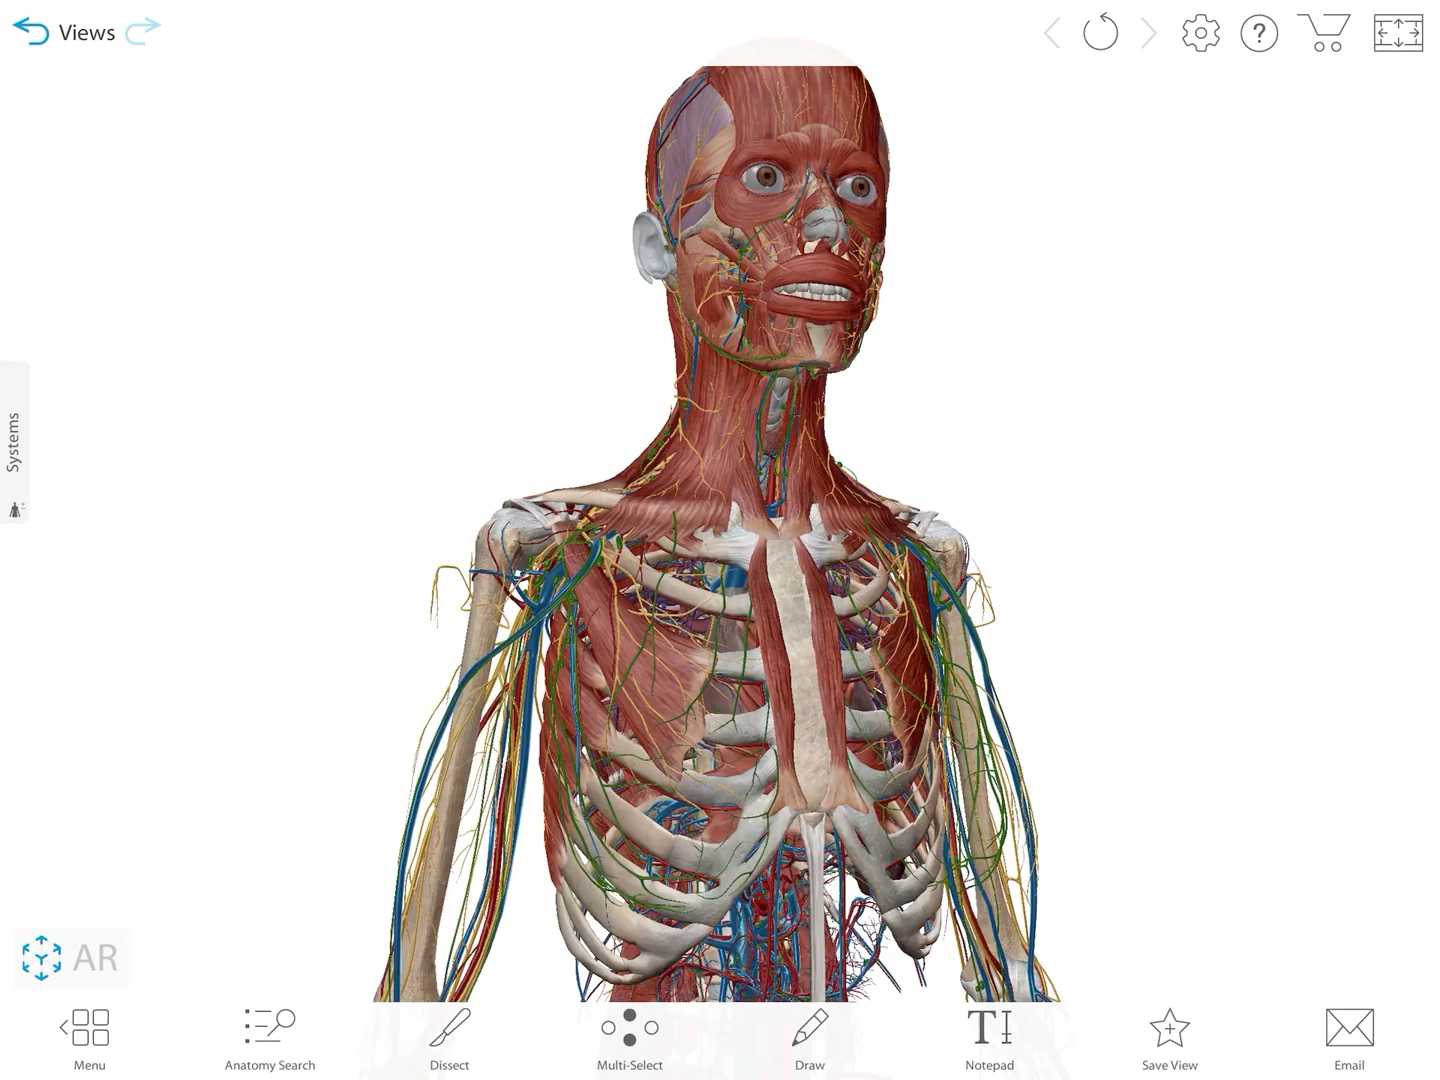 Views
?
Systems
AR
Menu
Anatomy Search
Dissect
Multi-Select
Draw
Notepad
Save View
Email